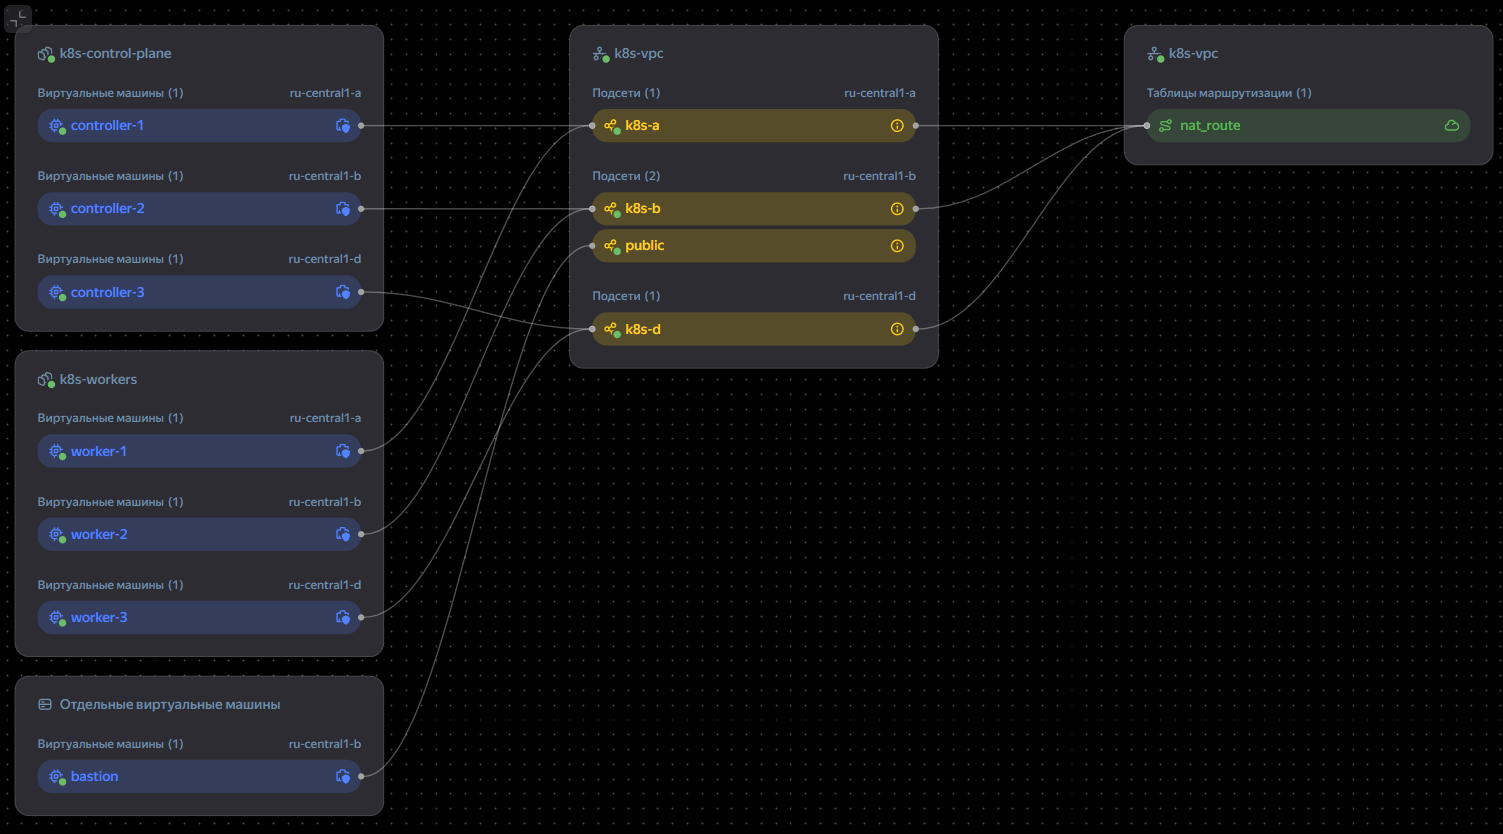 k8s-control-plane
Виртуальные машины (1) ru-central1-a
controller-1
Виртуальные машины (1) ru-central1-b
controller-2
Виртуальные машины (1) ru-central1-d
controller-3
k8s-workers
Виртуальные машины (1) ru-central1-a
worker-1
Виртуальные машины (1) ru-central1-b
worker-2
Виртуальные машины (1) ru-central1-d
worker-3
Отдельные виртуальные машины
Виртуальные машины (1) ru-central1-b
bastion
k8s-vpc
Подсети (1) ru-central1-a
k8s-a
Подсети (2) ru-central1-b
k8s-b
public
Подсети (1) ru-central1-d
k8s-d
k8s-vpc
Таблицы маршрутизации (1)
nat_route